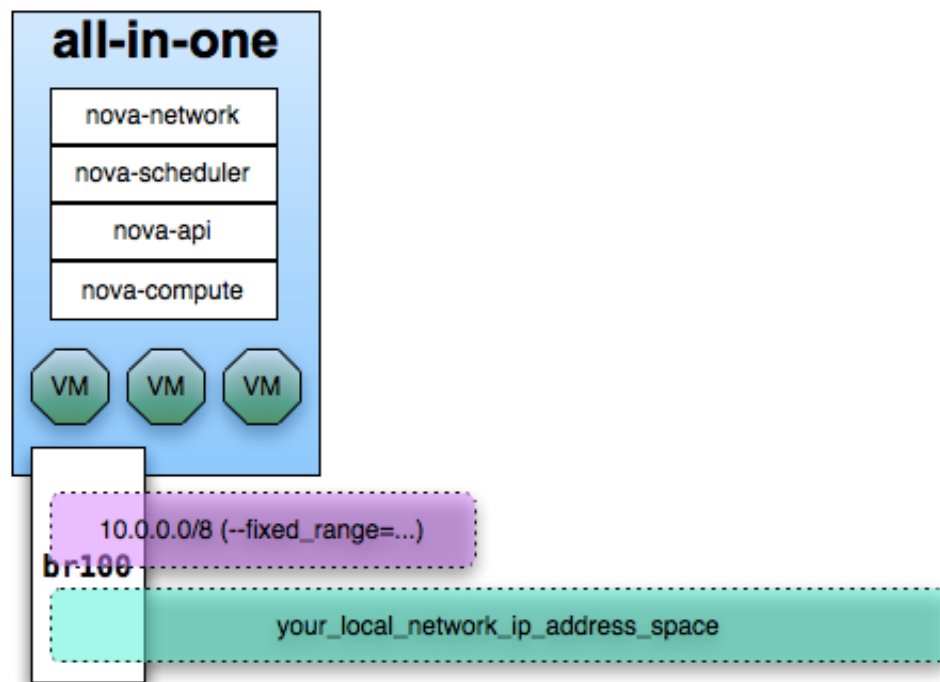 all-in-one
nova-network
nova-scheduler
nova-api
nova-compute
VM VM VM
10.0.0.0/8 (--fixed_range=...)
br100
your_local_network_ip_address_space